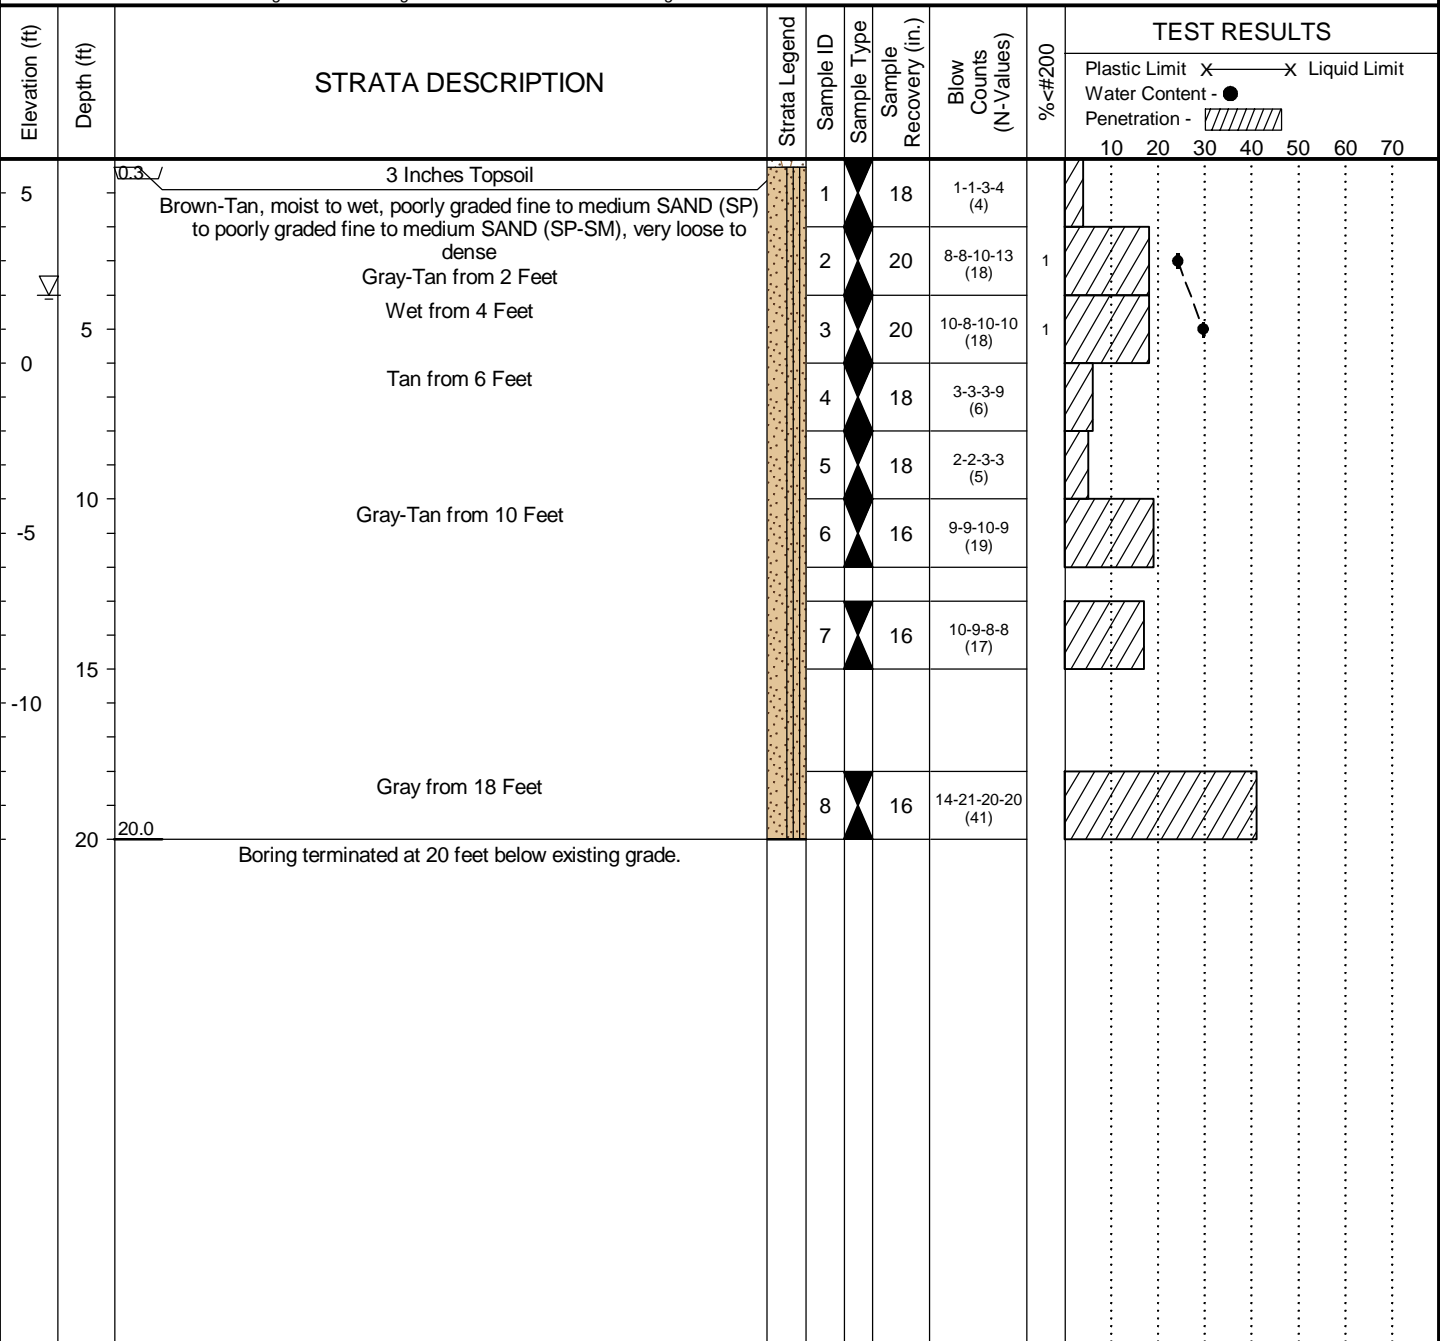 Elevation (ft)
Depth (ft)
STRATA DESCRIPTION
Strata Legend
Sample ID
Sample Type
Sample
Recovery (in.)
Blow
Counts
(N-Values)
%<#200
TEST RESULTS
Plastic Limit X X Liquid Limit
Water Content -
Penetration -
10 20 30 40 50 60 70
0.3
3 Inches Topsoil
5
1 18 1-1-3-4
(4)
Brown-Tan, moist to wet, poorly graded fine to medium SAND (SP)
to poorly graded fine to medium SAND (SP-SM), very loose to
dense
2 20 8-8-10-13
(18)
1
Gray-Tan from 2 Feet
Wet from 4 Feet
5
3 20 10-8-10-10
(18)
1
0
Tan from 6 Feet
4 18 3-3-3-9
(6)
5 18 2-2-3-3
(5)
10
Gray-Tan from 10 Feet
-5
6 16 9-9-10-9
(19)
7 16 10-9-8-8
(17)
15
-10
Gray from 18 Feet
8 16 14-21-20-20
(41)
20.0
20
Boring terminated at 20 feet below existing grade.